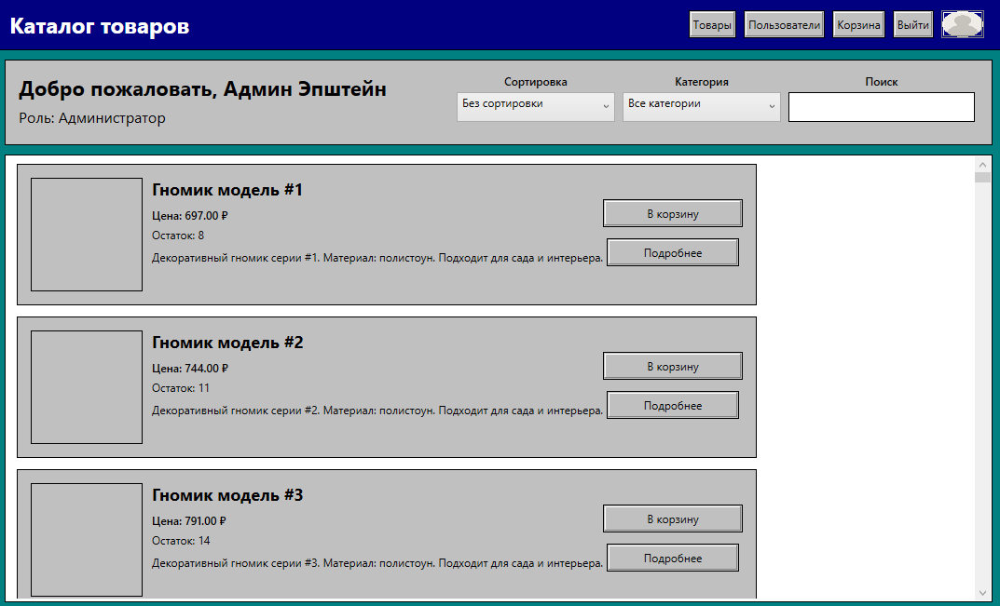 Каталог товаров
Товары
Пользователи
Корзина
Выйти
Добро пожаловать, Админ Эпштейн
Роль: Администратор
Сортировка
Без сортировки
Категория
Все категории
Поиск
Гномик модель #1
Цена: 697.00 ₽
Остаток: 8
Декоративный гномик серии #1. Материал: полистоун. Подходит для сада и интерьера.
В корзину
Подробнее
Гномик модель #2
Цена: 744.00 ₽
Остаток: 11
Декоративный гномик серии #2. Материал: полистоун. Подходит для сада и интерьера.
В корзину
Подробнее
Гномик модель #3
Цена: 791.00 ₽
Остаток: 14
Декоративный гномик серии #3. Материал: полистоун. Подходит для сада и интерьера.
В корзину
Подробнее